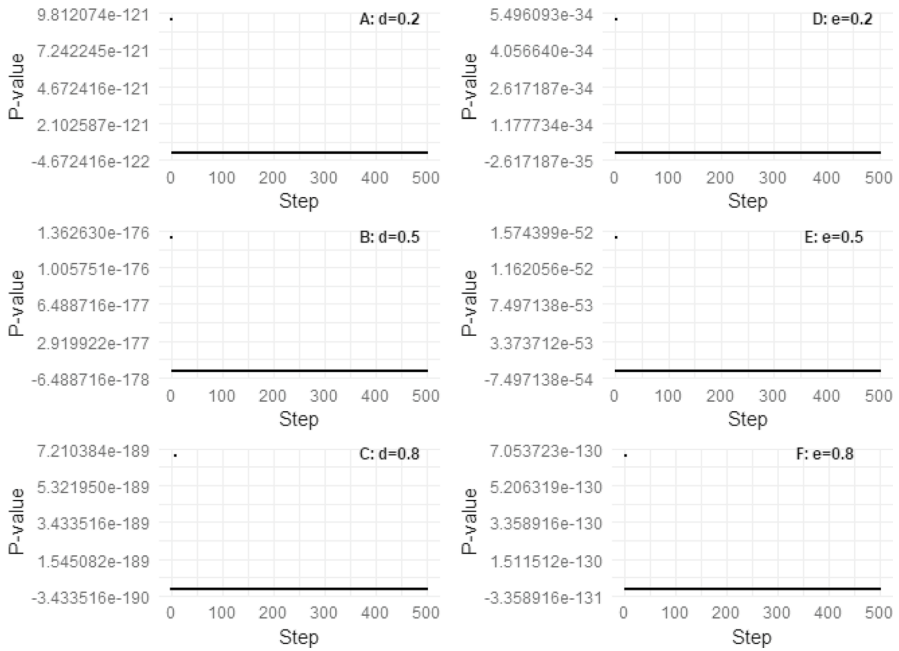 9.812074e-121
7.242245e-121
4.672416e-121
2.102587e-121
-4.672416e-122
P-value
A: d=0.2
0 100 200 300 400 500
Step
5.496093e-34
4.056640e-34
2.617187e-34
1.177734e-34
-2.617187e-35
P-value
D: e=0.2
0 100 200 300 400 500
Step
1.362630e-176
1.005751e-176
6.488716e-177
2.919922e-177
-6.488716e-178
P-value
B: d=0.5
0 100 200 300 400 500
Step
1.574399e-52
1.162056e-52
7.497138e-53
3.373712e-53
-7.497138e-54
P-value
E: e=0.5
0 100 200 300 400 500
Step
7.210384e-189
5.321950e-189
3.433516e-189
1.545082e-189
-3.433516e-190
P-value
C: d=0.8
0 100 200 300 400 500
Step
7.053723e-130
5.206319e-130
3.358916e-130
1.511512e-130
-3.358916e-131
P-value
F: e=0.8
0 100 200 300 400 500
Step